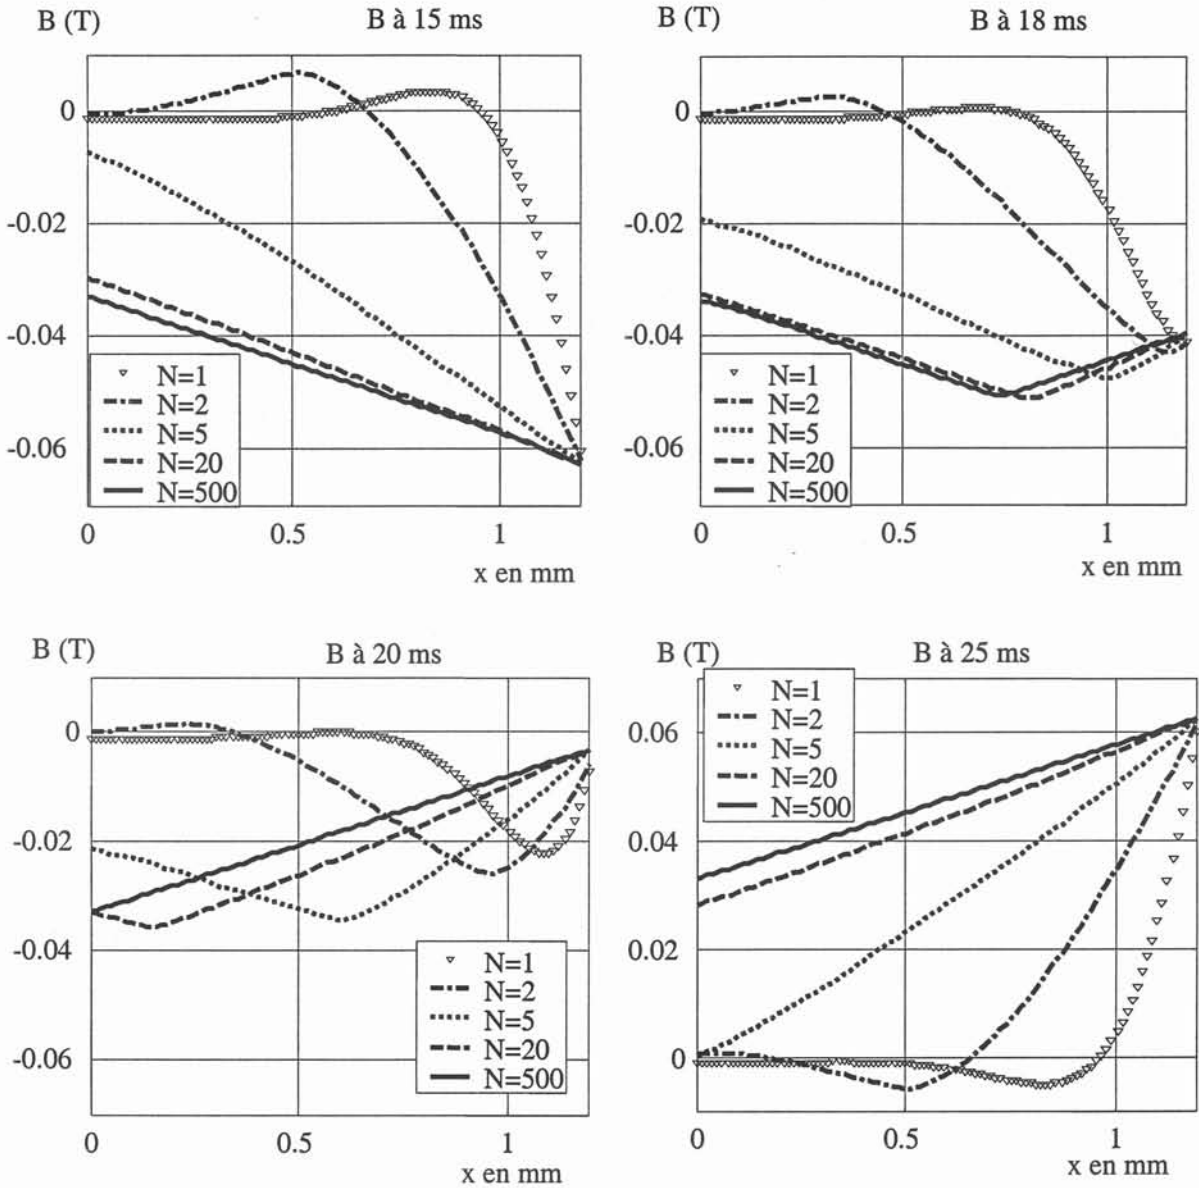 B (T)
B à 15 ms
0
-0.02
-0.04
-0.06
N=1
N=2
N=5
N=20
N=500
0
0.5
1
x en mm
B (T)
B à 18 ms
0
-0.02
-0.04
-0.06
N=1
N=2
N=5
N=20
N=500
0
0.5
1
x en mm
B (T)
B à 20 ms
0
-0.02
-0.04
-0.06
N=1
N=2
N=5
N=20
N=500
0
0.5
1
x en mm
B (T)
B à 25 ms
N=1
N=2
N=5
N=20
N=500
0.06
0.04
0.02
0
0
0.5
1
x en mm